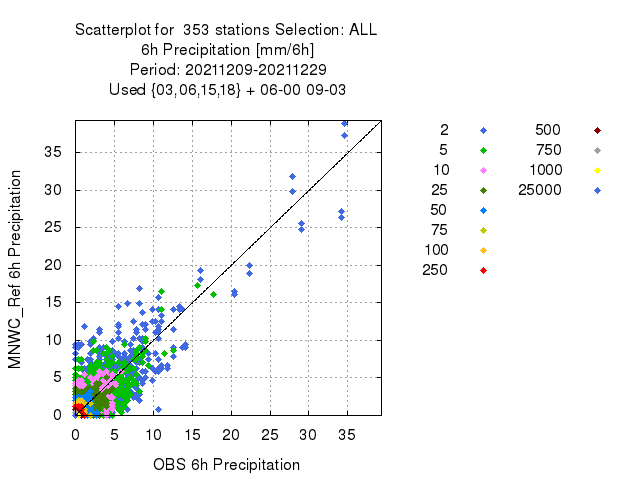 Scatterplot for 353 stations Selection: ALL
6h Precipitation [mm/6h]
Period: 20211209-20211229
Used {03,06,15,18} + 06-00 09-03
MNWC_Ref 6h Precipitation
35
30
25
20
15
10
5
0
0 5 10 15 20 25 30 35
OBS 6h Precipitation
2 500
5 750
10 1000
25 25000
50
75
100
250